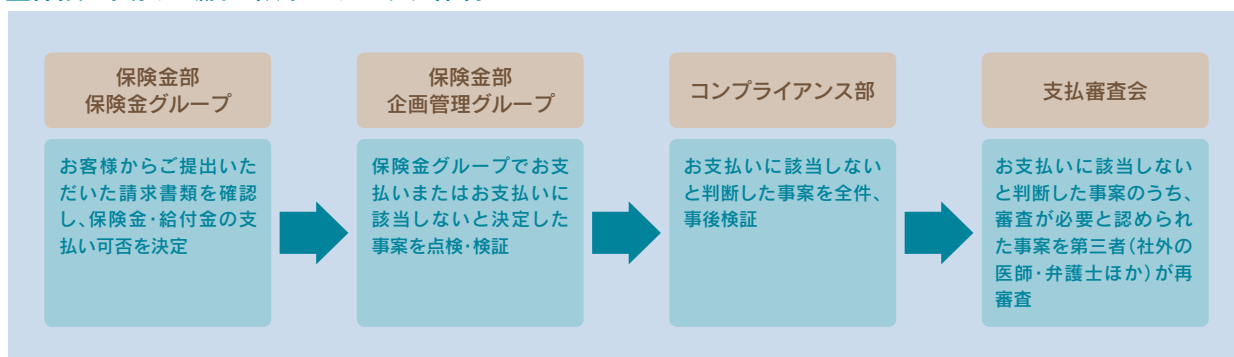 保険金部
保険金グループ
お客様からご提出いた
だいた請求書類を確認
し、保険金・給付金の支
払い可否を決定
保険金部
企画管理グループ
保険金グループでお支
払いまたはお支払いに
該当しないと決定した
事案を点検・検証
コンプライアンス部
お支払いに該当しない
と判断した事案を全件、
事後検証
支払審査会
お支払いに該当しない
と判断した事案のうち、
審査が必要と認められ
た事案を第三者（社外の
医師・弁護士ほか）が再
審査